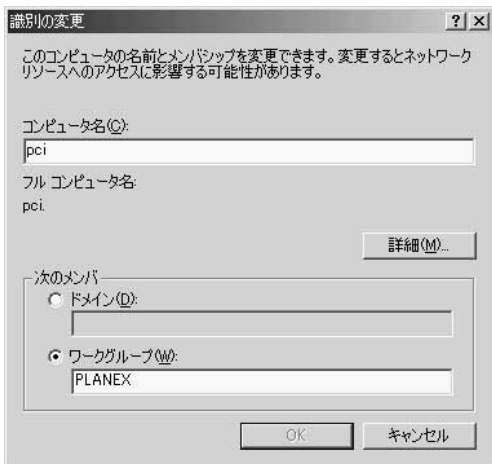 識別の変更
このコンピュータの名前とメンバシップを変更できます。変更するとネットワーク
リソースへのアクセスに影響する可能性があります。
コンピュータ名(C):
pci
フル コンピュータ名:
pci.
詳細(M)...
次のメンバ
ドメイン(D):
ワークグループ(W):
PLANEX
OK
キャンセル